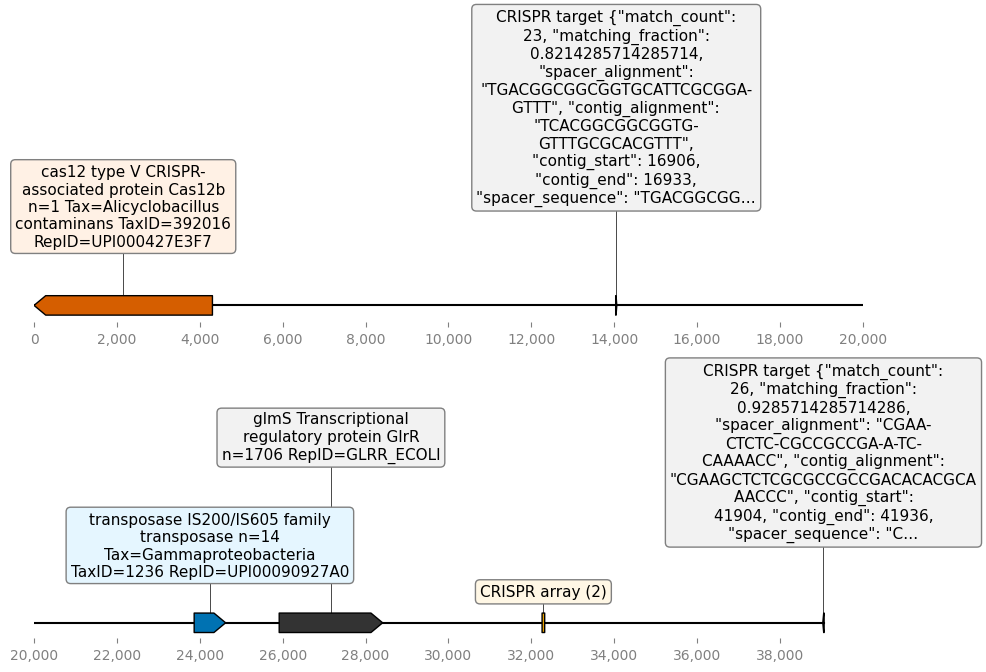 CRISPR target {"match_count":
23, "matching_fraction":
0.8214285714285714,
"spacer_alignment":
"TGACGGCGGCGGTGCATTCGCGGA-
GTTT", "contig_alignment":
"TCACGGCGGCGGTG-
GTTTGCGCACGTTT",
"contig_start": 16906,
"contig_end": 16933,
"spacer_sequence": "TGACGGCGG...
cas12 type V CRISPR-
associated protein Cas12b
n=1 Tax=Alicyclobacillus
contaminans TaxID=392016
RepID=UPI000427E3F7
0 2,000 4,000 6,000 8,000 10,000 12,000 14,000 16,000 18,000 20,000
CRISPR target {"match_count":
26, "matching_fraction":
0.9285714285714286,
"spacer_alignment": "CGAA-
CTCTC-CGCCGCCGA-A-TC-
CAAAACC", "contig_alignment":
"CGAAGCTCTCGCGCCGCCGACACACGCA
AACCC", "contig_start":
41904, "contig_end": 41936,
"spacer_sequence": "C...
glmS Transcriptional
regulatory protein GlrR
n=1706 RepID=GLRR_ECOLI
transposase IS200/IS605 family
transposase n=14
Tax=Gammaproteobacteria
TaxID=1236 RepID=UPI00090927A0
CRISPR array (2)
20,000 22,000 24,000 26,000 28,000 30,000 32,000 34,000 36,000 38,000